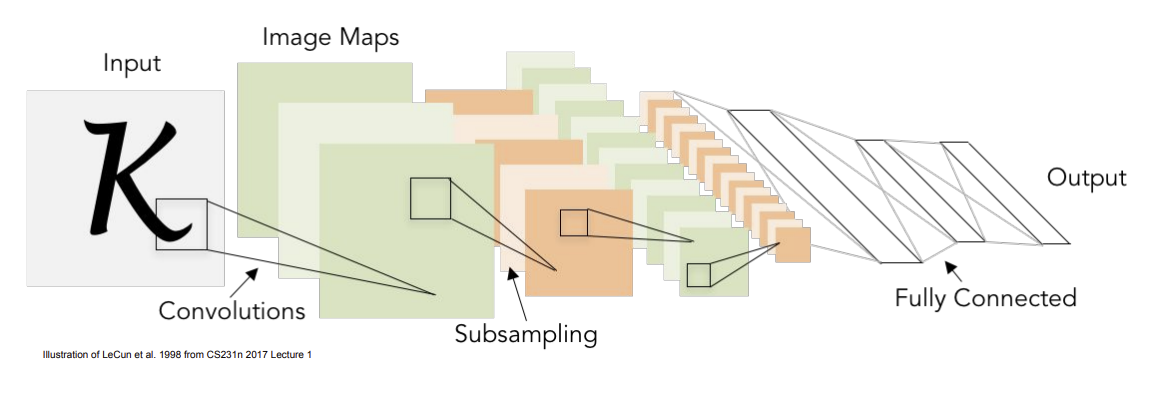 Image Maps
Input
K
Output
Convolutions
Subsampling
Fully Connected
Illustration of LeCun et al. 1998 from CS231n 2017 Lecture 1